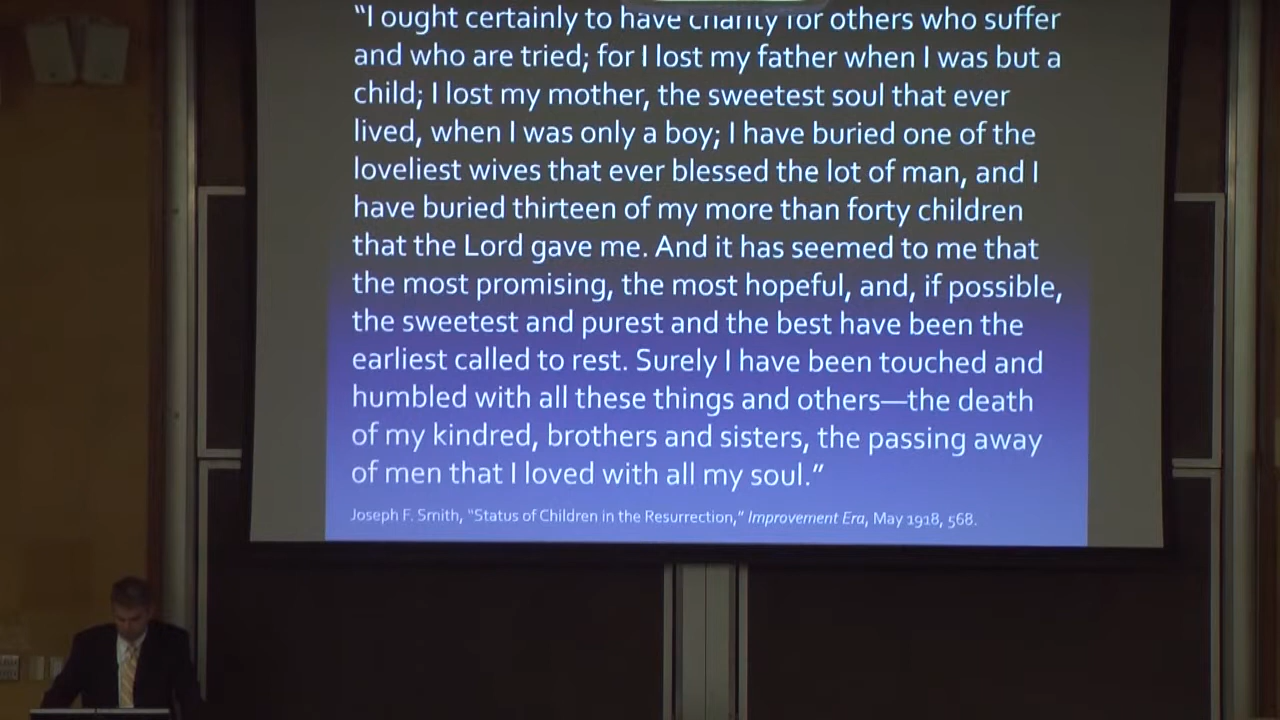 “I ought certainly to have charity for others who suffer
and who are tried; for I lost my father when I was but a
child; I lost my mother, the sweetest soul that ever
lived, when I was only a boy; I have buried one of the
loveliest wives that ever blessed the lot of man, and I
have buried thirteen of my more than forty children
that the Lord gave me. And it has seemed to me that
the most promising, the most hopeful, and, if possible,
the sweetest and purest and the best have been the
earliest called to rest. Surely I have been touched and
humbled with all these things and others—the death
of my kindred, brothers and sisters, the passing away
of men that I loved with all my soul.”
Joseph F. Smith, “Status of Children in the Resurrection,” Improvement Era, May 1918, 568.